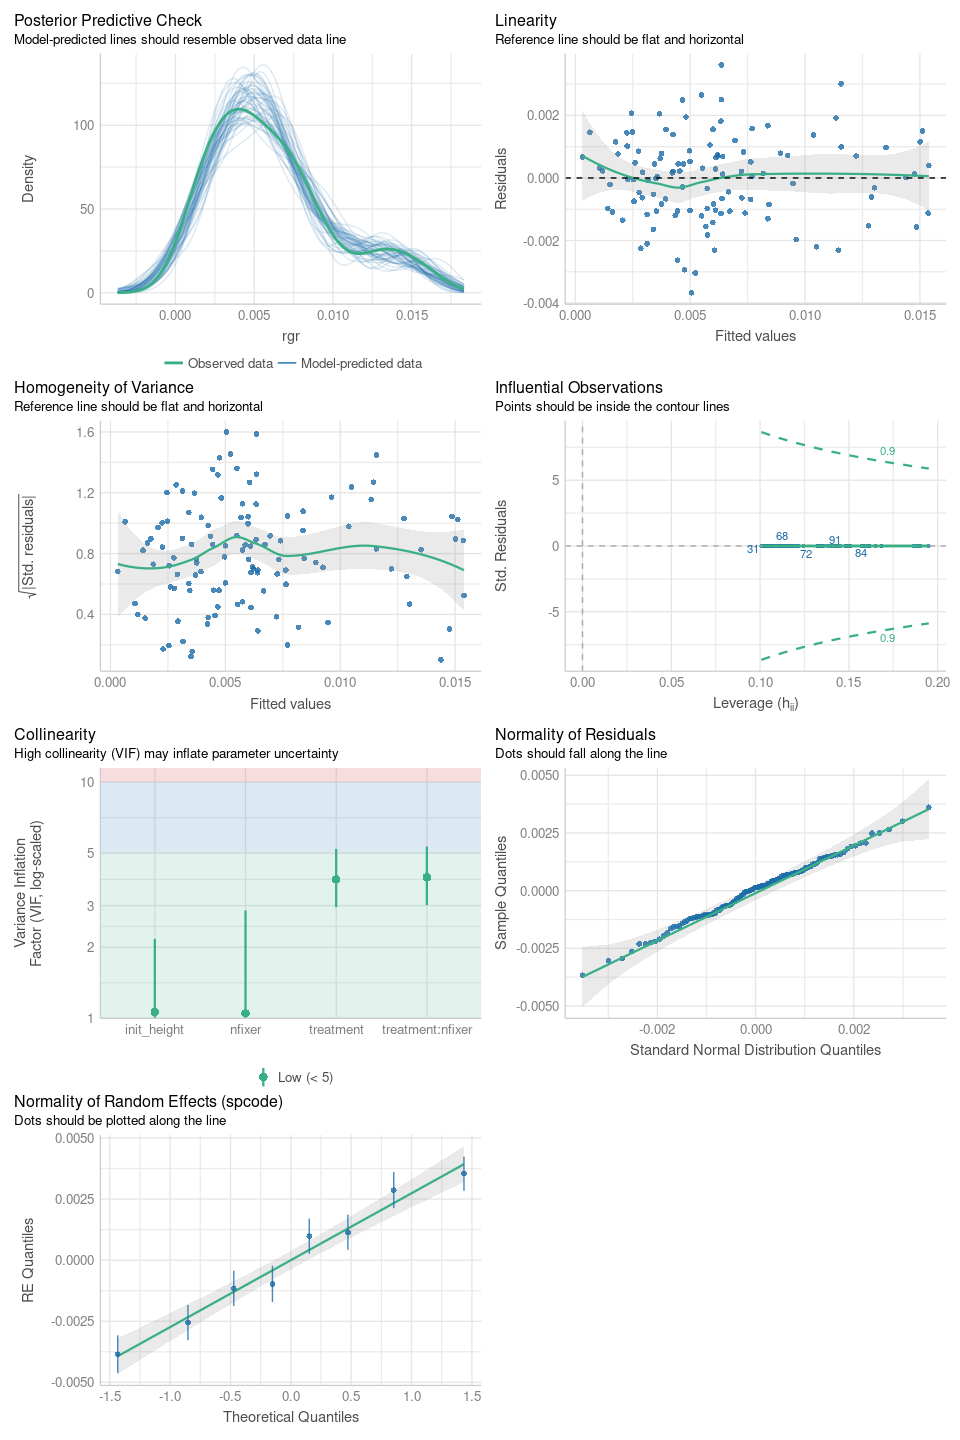 Posterior Predictive Check
Model-predicted lines should resemble observed data line
Density
100
50
0
0.000 0.005 0.010 0.015
rgr
Observed data Model-predicted data
Linearity
Reference line should be flat and horizontal
Residuals
0.002
0.000
-0.002
-0.004
0.000 0.005 0.010 0.015
Fitted values
Homogeneity of Variance
Reference line should be flat and horizontal
√|Std. residuals|
1.6
1.2
0.8
0.4
0.000 0.005 0.010 0.015
Fitted values
Influential Observations
Points should be inside the contour lines
Std. Residuals
5
0
-5
0.9
68
91
31
72
84
0.9
0.00 0.05 0.10 0.15 0.20
Leverage (hii)
Collinearity
High collinearity (VIF) may inflate parameter uncertainty
Variance Inflation
Factor (VIF, log-scaled)
10
5
3
2
1
init_height nfixer treatment treatment:nfixer
Low (< 5)
Normality of Residuals
Dots should fall along the line
Sample Quantiles
0.0050
0.0025
0.0000
-0.0025
-0.0050
-0.002 0.000 0.002
Standard Normal Distribution Quantiles
Normality of Random Effects (spcode)
Dots should be plotted along the line
RE Quantiles
0.0050
0.0025
0.0000
-0.0025
-0.0050
-1.5 -1.0 -0.5 0.0 0.5 1.0 1.5
Theoretical Quantiles